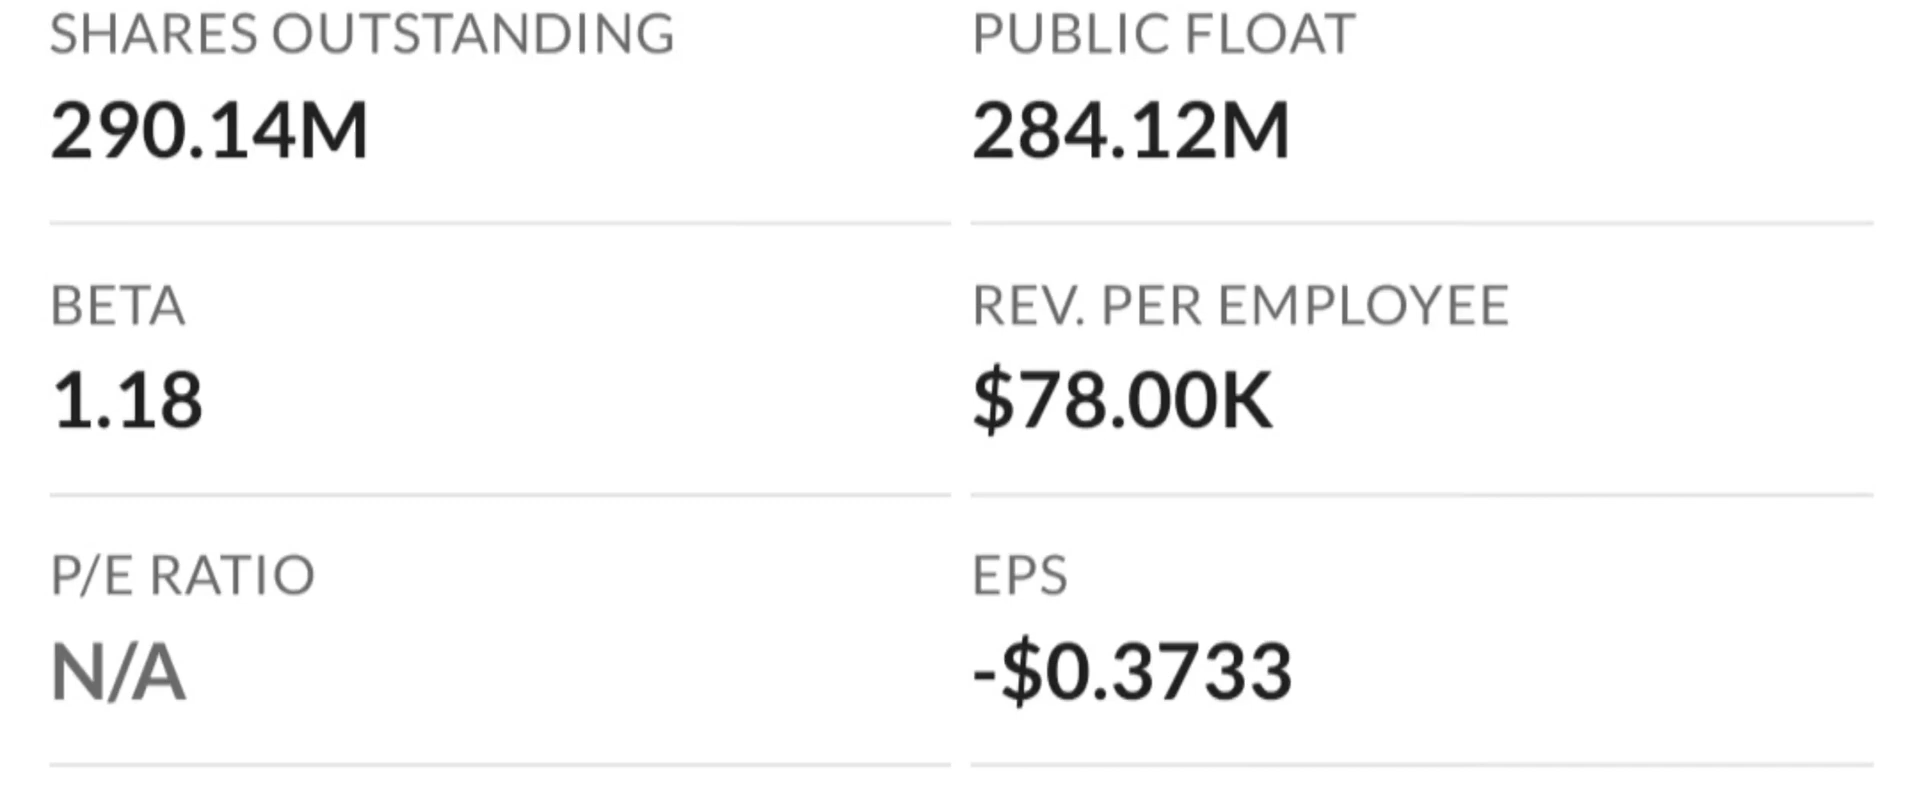 SHARES OUTSTANDING
290.14M
PUBLIC FLOAT
284.12M
BETA
1.18
REV. PER EMPLOYEE
$78.00K
P/E RATIO
N/A
EPS
-$0.3733